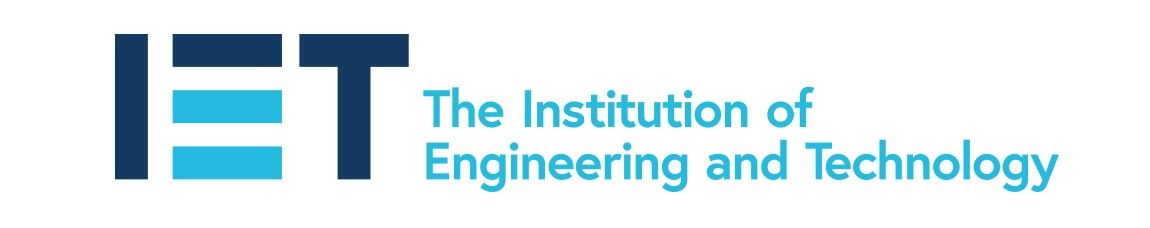 IET
The Institution of
Engineering and Technology